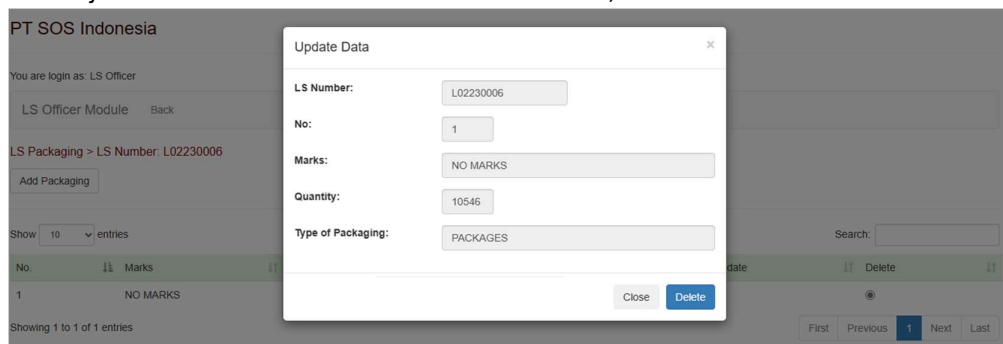 PT SOS Indonesia
You are login as: LS Officer
LS Officer Module Back
LS Packaging > LS Number: L02230006
Add Packaging
Show 10 entries
Search:
No. Marks date Delete
1 NO MARKS
Showing 1 to 1 of 1 entries
First Previous 1 Next Last
Update Data ×
LS Number: L02230006
No: 1
Marks: NO MARKS
Quantity: 10546
Type of Packaging: PACKAGES
Close Delete